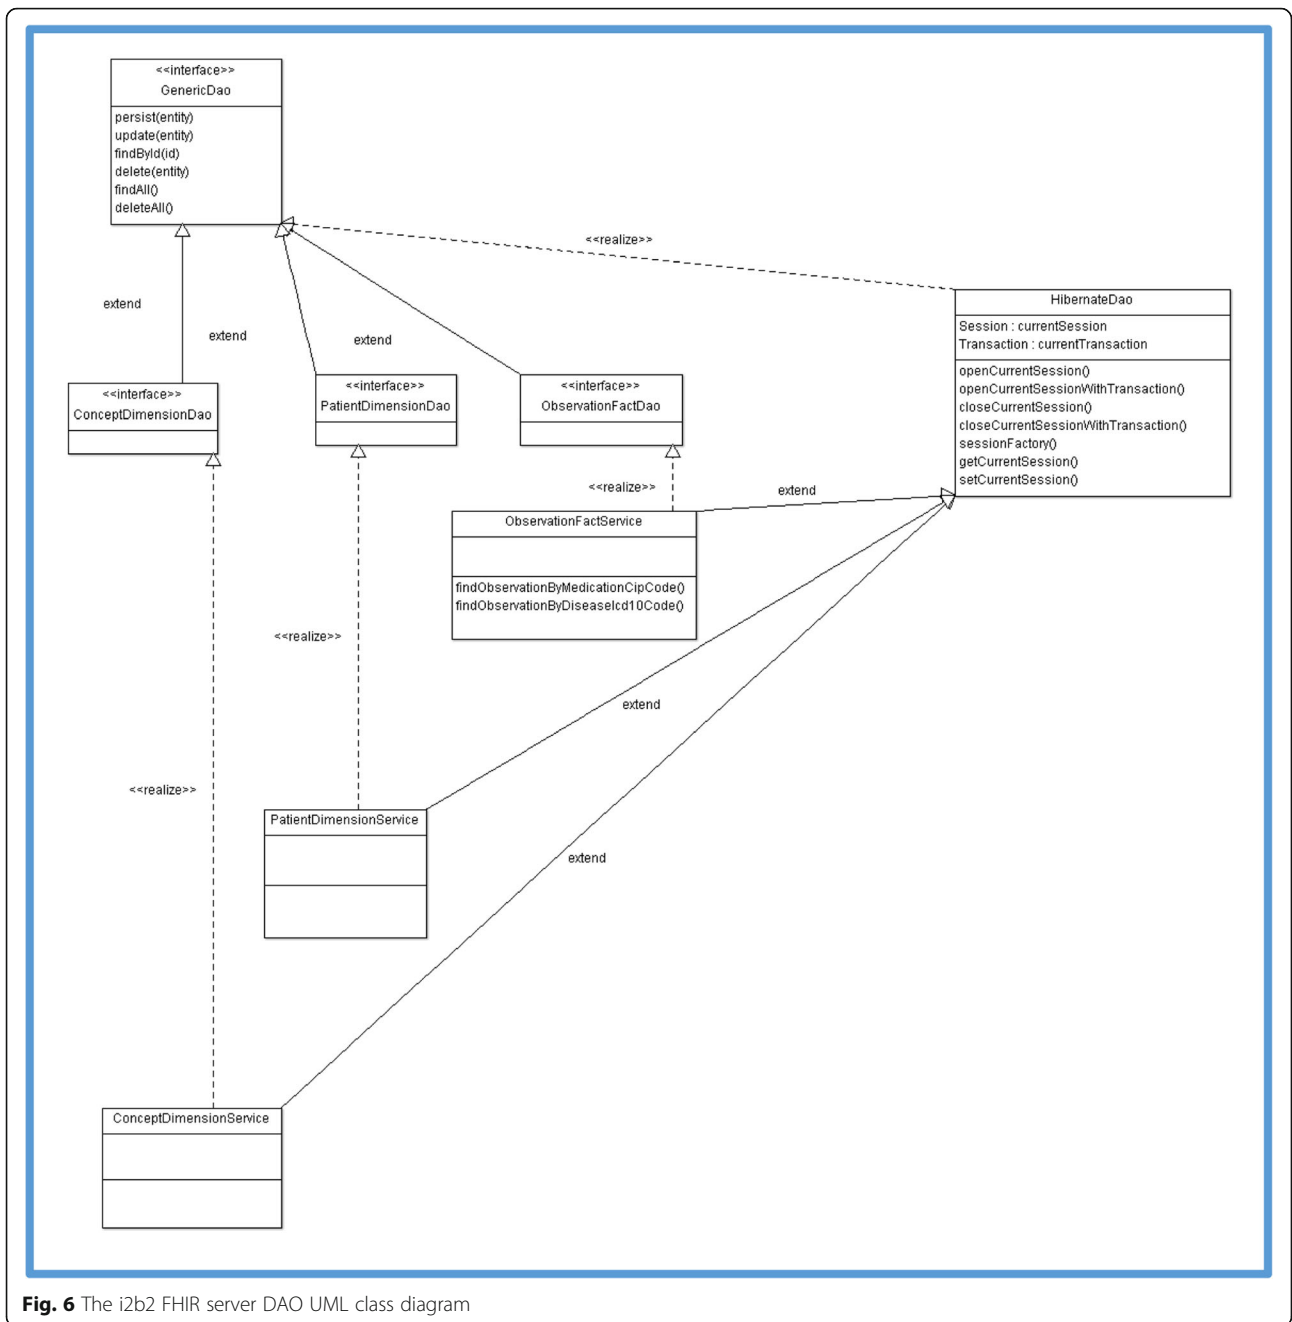 <<interface>>
GenericDao
persist(entity)
update(entity)
findById(id)
delete(entity)
findAll()
deleteAll()
<<realize>>
extend
extend
extend
HibernateDao
Session : currentSession
Transaction : currentTransaction
openCurrentSession()
openCurrentSessionWithTransaction()
closeCurrentSession()
closeCurrentSessionWithTransaction()
sessionFactory()
getCurrentSession()
setCurrentSession()
<<interface>>
ConceptDimensionDao
<<interface>>
PatientDimensionDao
<<interface>>
ObservationFactDao
<<realize>>
extend
ObservationFactService
findObservationByMedicationCipCode()
findObservationByDiseaseIcd10Code()
<<realize>>
extend
<<realize>>
PatientDimensionService
extend
ConceptDimensionService
Fig. 6 The i2b2 FHIR server DAO UML class diagram